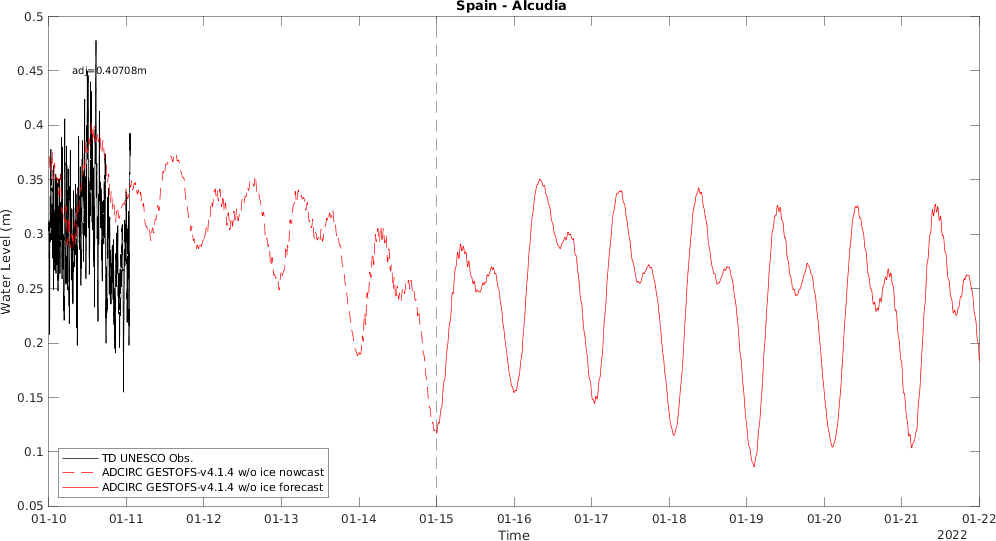 Spain - Alcudia
0.5
0.45
0.4
0.35
0.3
0.25
0.2
0.15
0.1
0.05
Water Level (m)
adj=0.40708m
TD UNESCO Obs.
ADCIRC GESTOFS-v4.1.4 w/o ice nowcast
ADCIRC GESTOFS-v4.1.4 w/o ice forecast
01-10 01-11 01-12 01-13 01-14 01-15 01-16 01-17 01-18 01-19 01-20 01-21 01-22
Time
2022